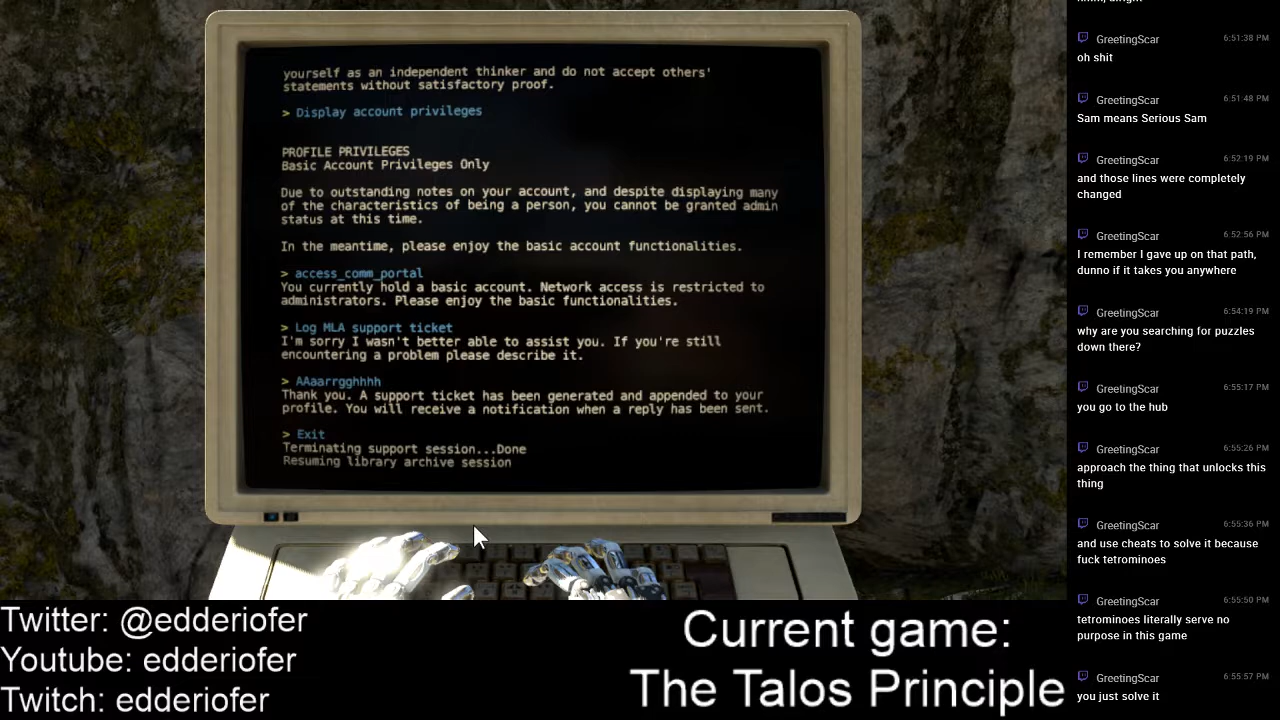 yourself as an independent thinker and do not accept others'
statements without satisfactory proof.
> Display account privileges
PROFILE PRIVILEGES
Basic Account Privileges Only
Due to outstanding notes on your account, and despite displaying many
of the characteristics of being a person, you cannot be granted admin
status at this time.
In the meantime, please enjoy the basic account functionalities.
> access_comm_portal
You currently hold a basic account. Network access is restricted to
administrators. Please enjoy the basic functionalities.
> Log MLA support ticket
I'm sorry I wasn't better able to assist you. If you're still
encountering a problem please describe it.
> AAaarrgghhhh
Thank you. A support ticket has been generated and appended to your
profile. You will receive a notification when a reply has been sent.
> Exit
Terminating support session...Done
Resuming library archive session
Twitter: @edderiofer
Youtube: edderiofer
Twitch: edderiofer
Current game:
The Talos Principle
GreetingScar 6:51:38 PM
oh shit
GreetingScar 6:51:48 PM
Sam means Serious Sam
GreetingScar 6:52:19 PM
and those lines were completely
changed
GreetingScar 6:52:56 PM
I remember I gave up on that path,
dunno if it takes you anywhere
GreetingScar 6:54:19 PM
why are you searching for puzzles
down there?
GreetingScar 6:55:17 PM
you go to the hub
GreetingScar 6:55:26 PM
approach the thing that unlocks this
thing
GreetingScar 6:55:36 PM
and use cheats to solve it because
fuck tetrominoes
GreetingScar 6:55:50 PM
tetrominoes literally serve no
purpose in this game
GreetingScar 6:55:57 PM
you just solve it